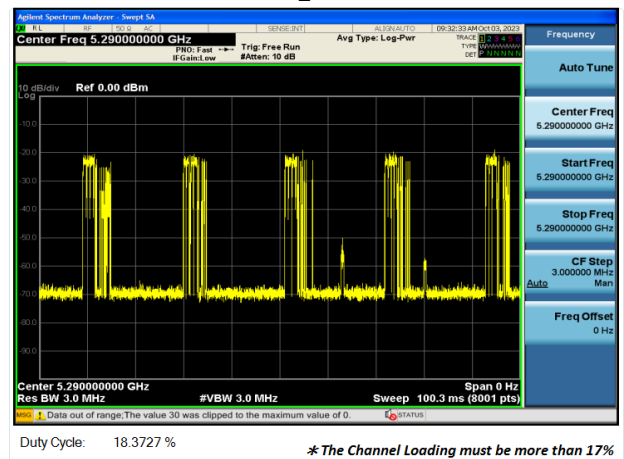 Agilent Spectrum Analyzer - Swept SA
RL RF 50 Ω AC SENSE:INT ALIGNAUTO 09:32:33 AM Oct 03, 2023
Center Freq 5.290000000 GHz
PNO: Fast
IFGain:Low
Trig: Free Run
#Atten: 10 dB
Avg Type: Log-Pwr
TRACE 1 2 3 4 5 6
TYPE
DET P N N N N N
10 dB/div
Log
Ref 0.00 dBm
-10.0
-20.0
-30.0
-40.0
-50.0
-60.0
-70.0
-80.0
-90.0
Center 5.290000000 GHz
Res BW 3.0 MHz
#VBW 3.0 MHz
Span 0 Hz
Sweep 100.3 ms (8001 pts)
MSG Data out of range;The value 30 was clipped to the maximum value of 0.
STATUS
Frequency
Auto Tune
Center Freq
5.290000000 GHz
Start Freq
5.290000000 GHz
Stop Freq
5.290000000 GHz
CF Step
3.000000 MHz
Auto Man
Freq Offset
0 Hz
Duty Cycle: 18.3727 %
* The Channel Loading must be more than 17%